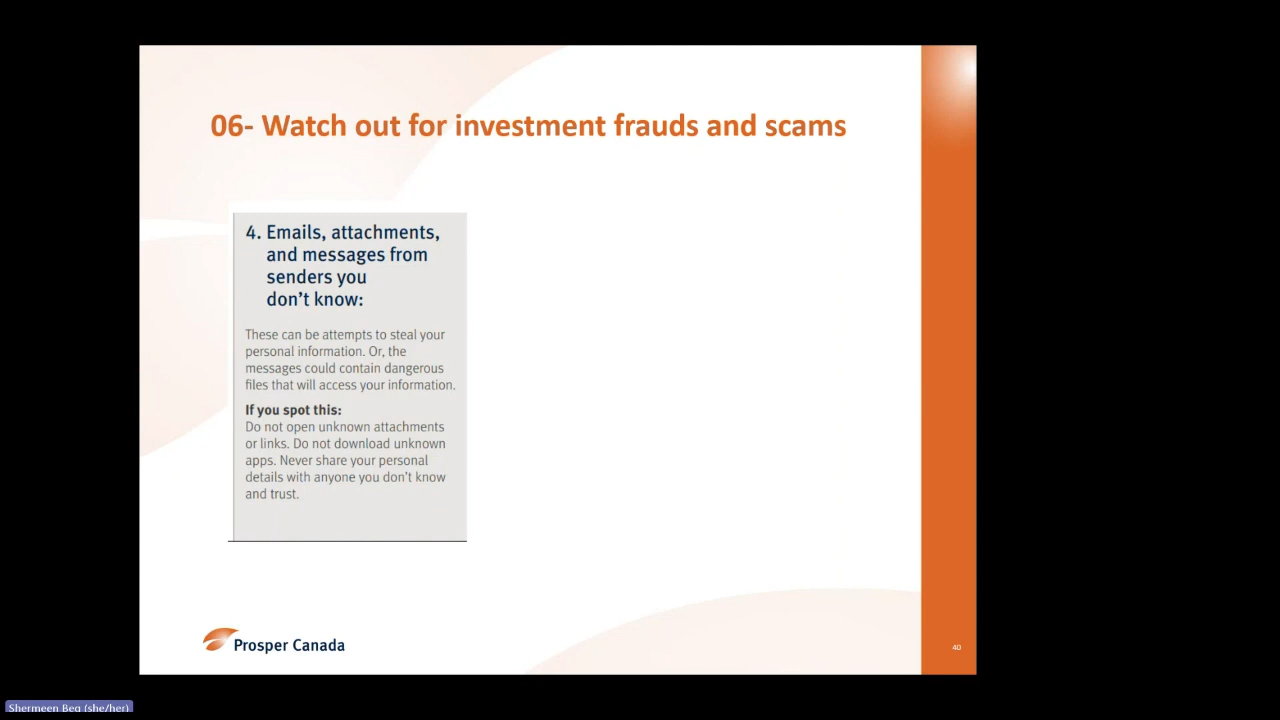 06- Watch out for investment frauds and scams
4. Emails, attachments,
and messages from
senders you
don't know:
These can be attempts to steal your
personal information. Or, the
messages could contain dangerous
files that will access your information.
If you spot this:
Do not open unknown attachments
or links. Do not download unknown
apps. Never share your personal
details with anyone you don't know
and trust.
Prosper Canada
40
Shermeen Beg (she/her)